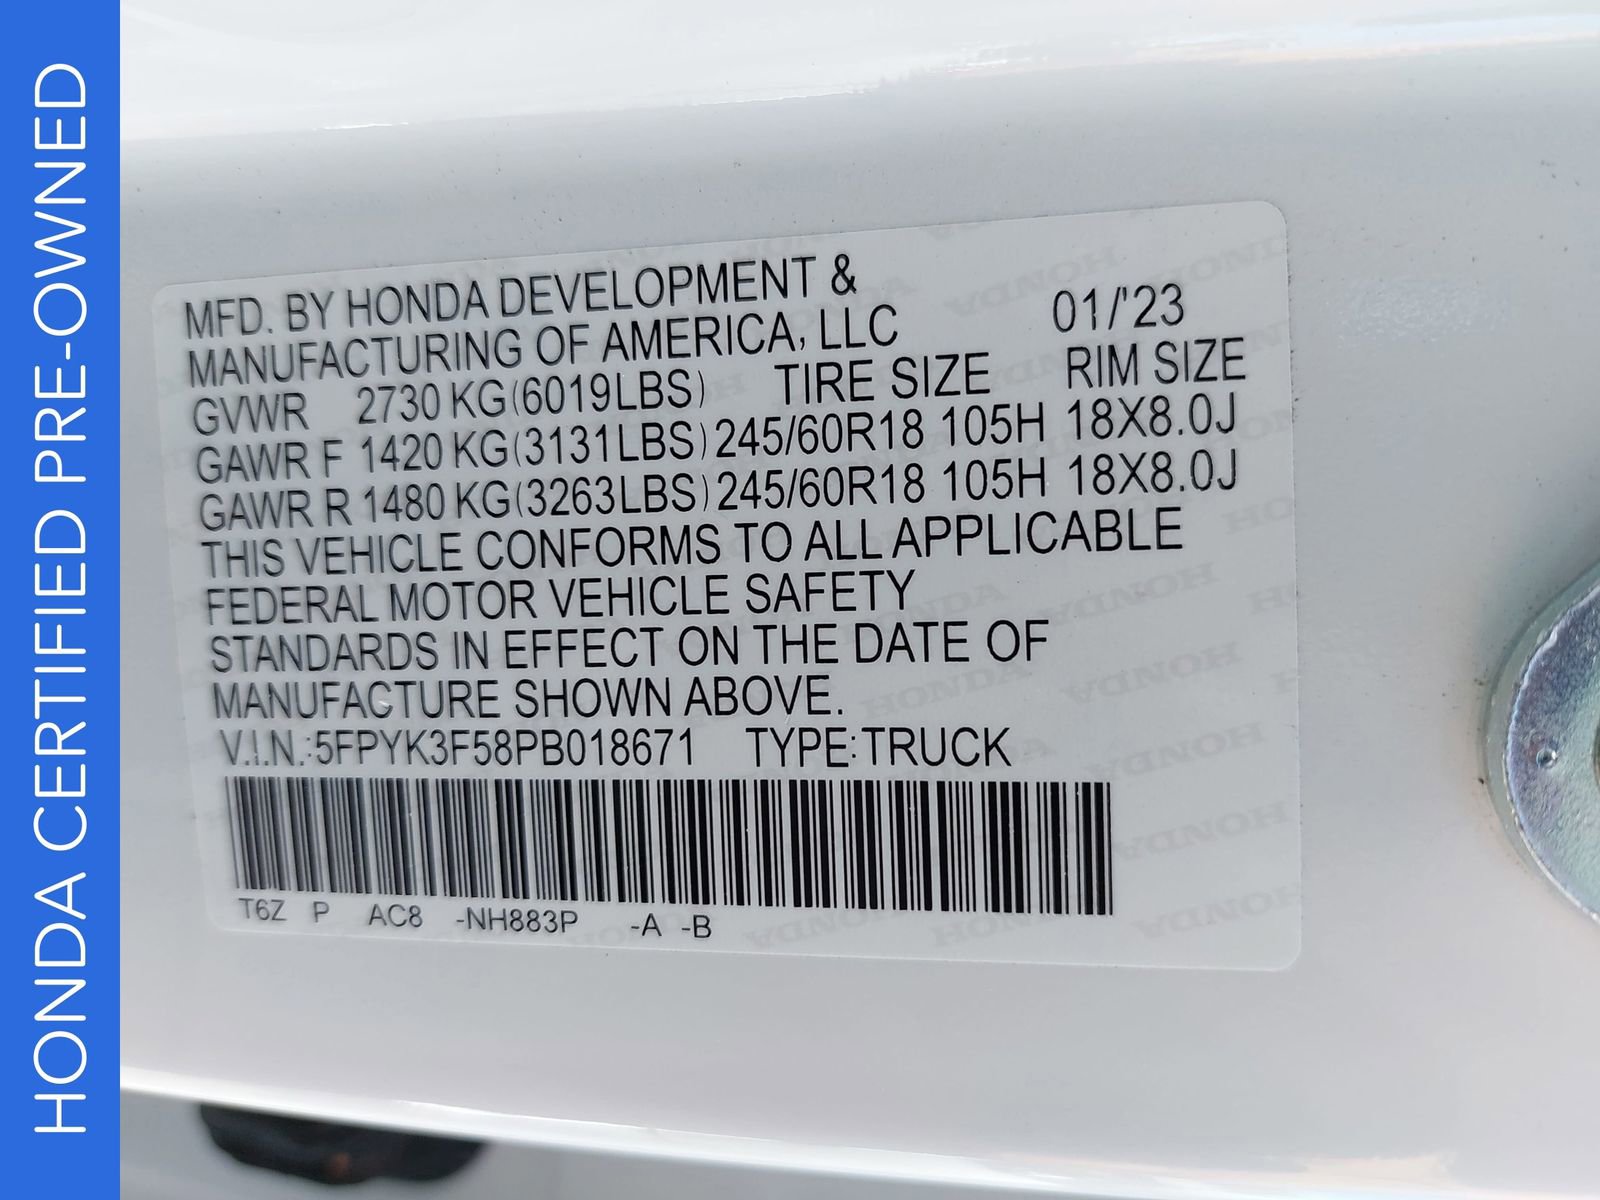 HONDA CERTIFIED PRE-OWNED
MFD. BY HONDA DEVELOPMENT &
MANUFACTURING OF AMERICA, LLC 01/'23
GVWR 2730 KG(6019LBS) TIRE SIZE RIM SIZE
GAWR F 1420 KG(3131LBS) 245/60R18 105H 18X8.0J
GAWR R 1480 KG(3263LBS) 245/60R18 105H 18X8.0J
THIS VEHICLE CONFORMS TO ALL APPLICABLE
FEDERAL MOTOR VEHICLE SAFETY
STANDARDS IN EFFECT ON THE DATE OF
MANUFACTURE SHOWN ABOVE.
V.I.N.:5FPYK3F58PB018671 TYPE:TRUCK
T6Z P AC8 -NH883P -A -B